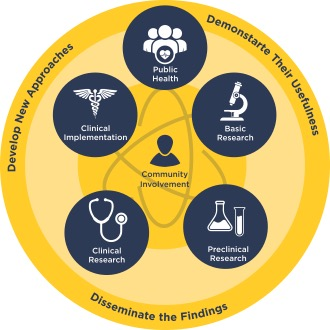 Develop New Approaches
Demonstarte Their Usefulness
Public
Health
Clinical
Implementation
Basic
Research
Community
Involvement
Clinical
Research
Preclinical
Research
Disseminate the Findings